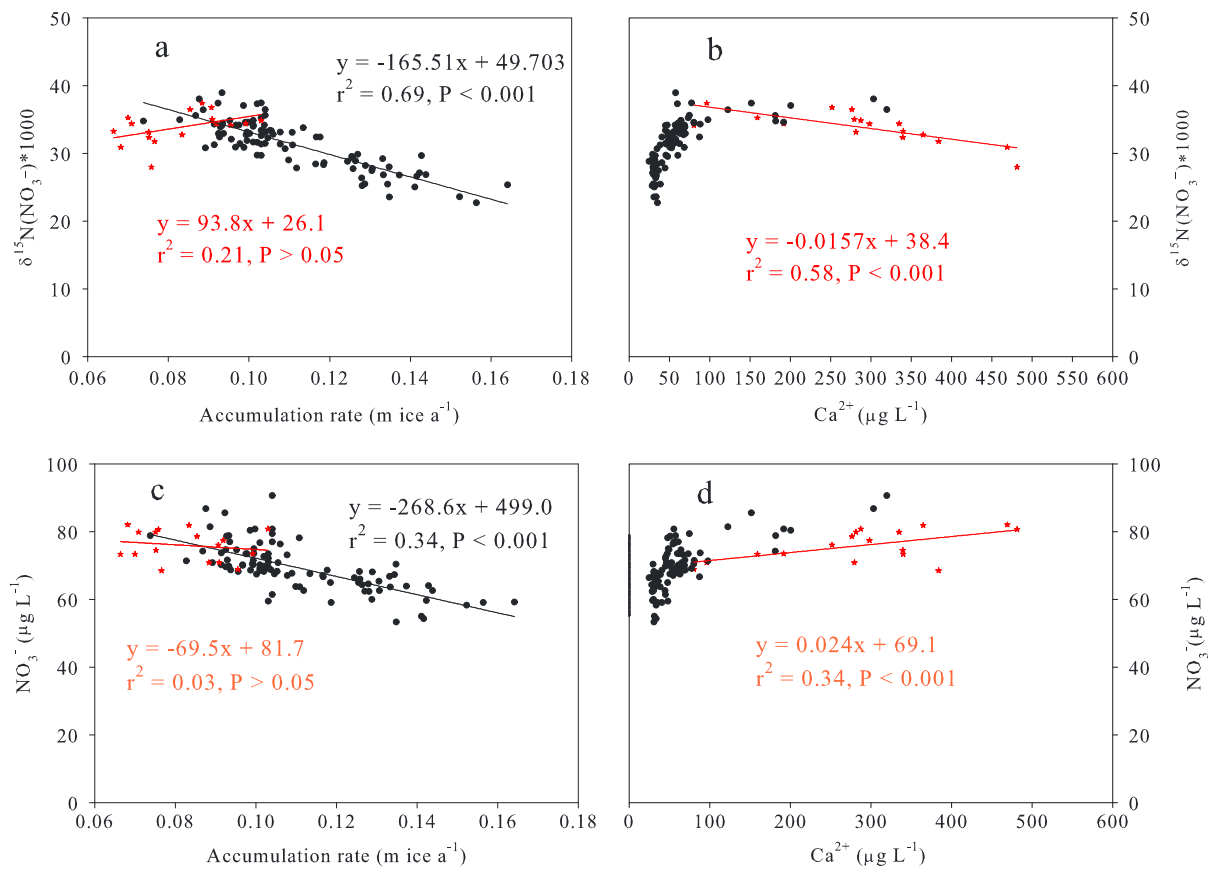 a
y = -165.51x + 49.703
r² = 0.69, P < 0.001
y = 93.8x + 26.1
r² = 0.21, P > 0.05
δ¹⁵N(NO₃⁻)*1000
50
40
30
20
10
0
0.06 0.08 0.10 0.12 0.14 0.16 0.18
Accumulation rate (m ice a⁻¹)
b
y = -0.0157x + 38.4
r² = 0.58, P < 0.001
50
40
30
20
10
0
δ¹⁵N(NO₃⁻)*1000
0 50 100 150 200 250 300 350 400 450 500 550 600
Ca²⁺ (μg L⁻¹)
c
y = -268.6x + 499.0
r² = 0.34, P < 0.001
y = -69.5x + 81.7
r² = 0.03, P > 0.05
NO₃⁻ (μg L⁻¹)
100
80
60
40
20
0
0.06 0.08 0.10 0.12 0.14 0.16 0.18
Accumulation rate (m ice a⁻¹)
d
y = 0.024x + 69.1
r² = 0.34, P < 0.001
100
80
60
40
20
0
NO₃⁻(μg L⁻¹)
0 100 200 300 400 500 600
Ca²⁺ (μg L⁻¹)